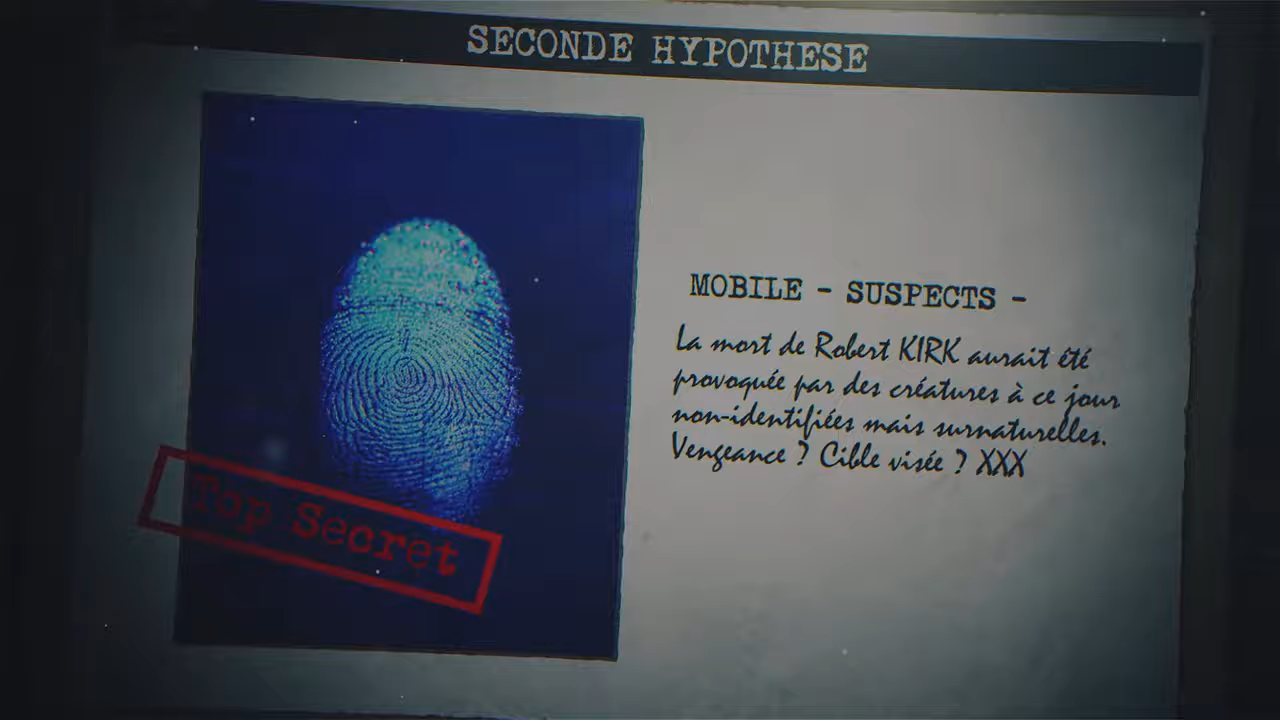 SECONDE HYPOTHESE
MOBILE - SUSPECTS -
La mort de Robert KIRK aurait été
provoquée par des créatures à ce jour
non-identifiées mais surnaturelles.
Vengeance ? Cible visée ? XXX
Top Secret